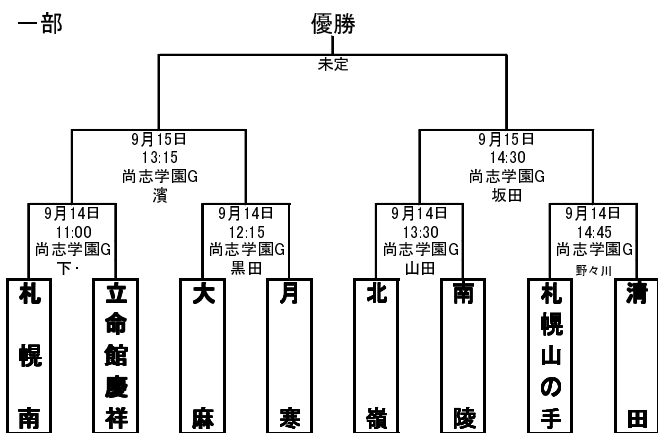 一部
優勝
未定
9月15日
13:15
尚志学園G
濱
9月15日
14:30
尚志学園G
坂田
9月14日
11:00
尚志学園G
下・
9月14日
12:15
尚志学園G
黒田
9月14日
13:30
尚志学園G
山田
9月14日
14:45
尚志学園G
野々川
札幌南
立命館慶祥
大麻
月寒
北嶺
南陵
札幌山の手
清田